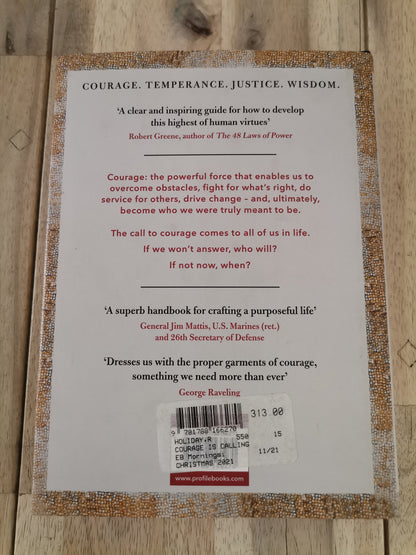 COURAGE. TEMPERANCE. JUSTICE. WISDOM.
‘A clear and inspiring guide for how to develop
this highest of human virtues’
Robert Greene, author of The 48 Laws of Power
Courage: the powerful force that enables us to
overcome obstacles, fight for what’s right, do
service for others, drive change – and, ultimately,
become who we were truly meant to be.
The call to courage comes to all of us in life.
If we won’t answer, who will?
If not now, when?
‘A superb handbook for crafting a purposeful life’
General Jim Mattis, U.S. Marines (ret.)
and 26th Secretary of Defense
‘Dresses us with the proper garments of courage,
something we need more than ever’
George Raveling
313.00
9 781788 166270
HOLIDAY,R 550 15
COURAGE IS CALLING
EB Mornings 11/21
CHRISTMAS 2021
www.profilebooks.com